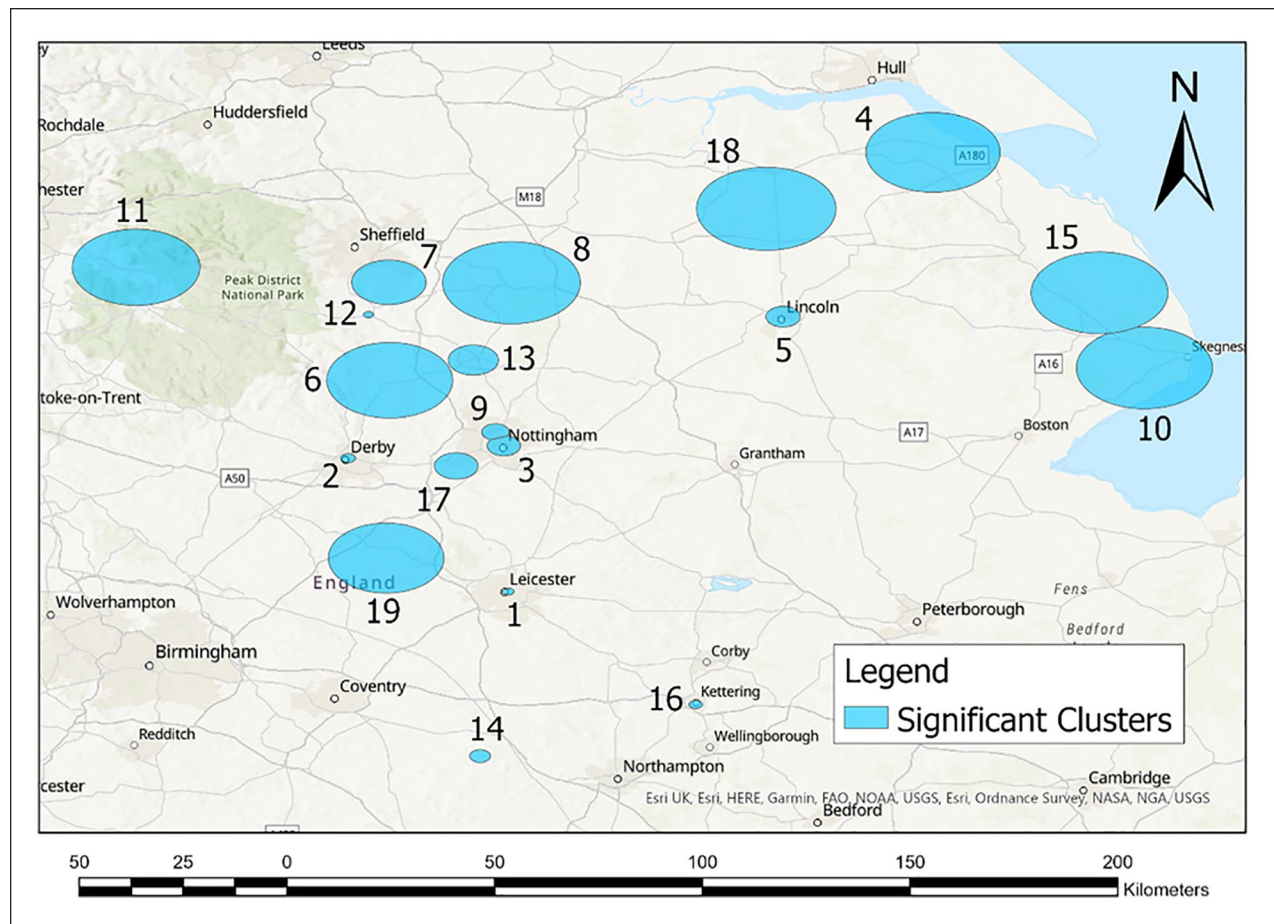 Leeds
Hull
Huddersfield
Rochdale
4
N
18
A180
hester
M18
11
Sheffield
7
8
15
Peak District
National Park
12
Lincoln
5
13
Skegness
6
A16
toke-on-Trent
9
Nottingham
A17
Boston
10
Derby
2
3
Grantham
A50
17
England
Leicester
19
1
Wolverhampton
Peterborough
Fens
Bedford
Birmingham
Corby
Legend
Coventry
16
Kettering
Significant Clusters
14
Redditch
Wellingborough
Northampton
Cambridge
cester
Esri UK, Esri, HERE, Garmin, FAO, NOAA, USGS, Esri, Ordnance Survey, NASA, NGA, USGS
Bedford
50 25 0 50 100 150 200
Kilometers